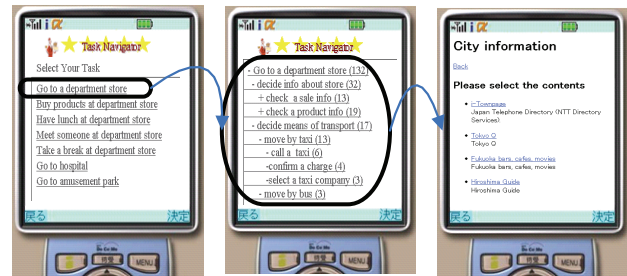 Task Navigator
Select Your Task
Go to a department store
Buy products at department store
Have lunch at department store
Meet someone at department store
Take a break at department store
Go to hospital
Go to amusement park
戻る 決定
MENU
Task Navigator
- Go to a department store (132)
- decide info about store (32)
+ check a sale info (13)
+ check a product info (19)
- decide means of transport (17)
- move by taxi (13)
- call a taxi (6)
-confirm a charge (4)
-select a taxi company (3)
- move by bus (3)
戻る 決定
MENU
City information
Back
Please select the contents
i-Townpage
Japan Telephone Directory (NTT Directory
Services)
Tokyo Q
Tokyo Q
Fukuoka bars, cafes, movies
Fukuoka bars, cafes, movies
Hiroshima Guide
Hiroshima Guide
戻る 決定
MENU